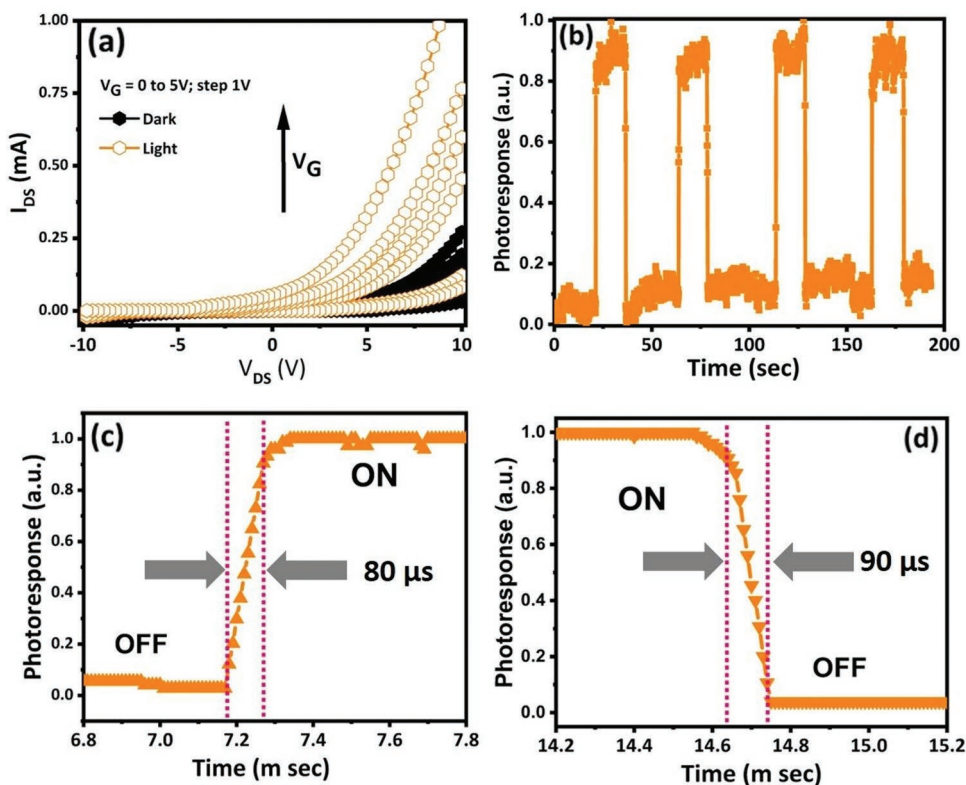 (a)
V_G = 0 to 5V; step 1V
Dark
Light
V_G
I_DS (mA)
1.00
0.75
0.50
0.25
0.00
-10 -5 0 5 10
V_DS (V)
(b)
Photoresponse (a.u.)
1.0
0.8
0.6
0.4
0.2
0.0
0 50 100 150 200
Time (sec)
(c)
ON
80 µs
OFF
Photoresponse (a.u.)
1.0
0.8
0.6
0.4
0.2
0.0
6.8 7.0 7.2 7.4 7.6 7.8
Time (m sec)
(d)
ON
90 µs
OFF
Photoresponse (a.u.)
1.0
0.8
0.6
0.4
0.2
0.0
14.2 14.4 14.6 14.8 15.0 15.2
Time (m sec)